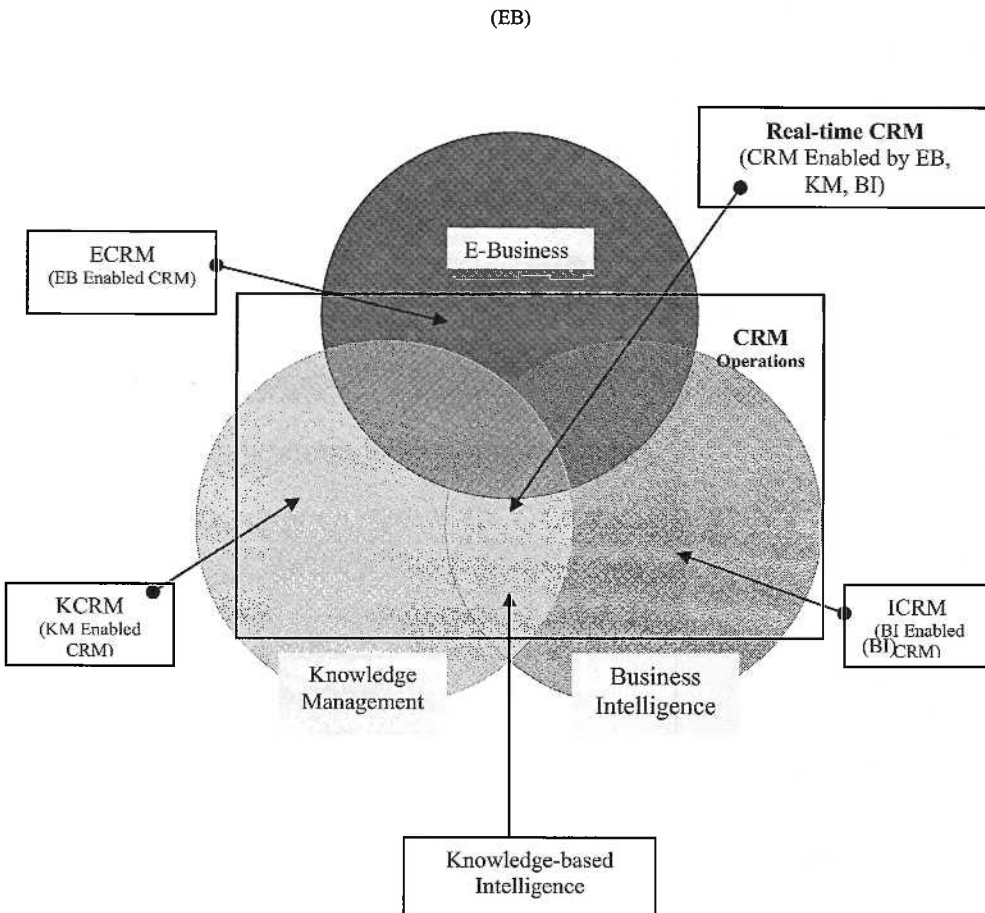 (EB)
Real-time CRM
(CRM Enabled by EB,
KM, BI)
E-Business
ECRM
(EB Enabled CRM)
CRM
Operations
KCRM
(KM Enabled
CRM)
ICRM
(BI Enabled
(BI)
CRM)
Knowledge
Management
Business
Intelligence
Knowledge-based
Intelligence